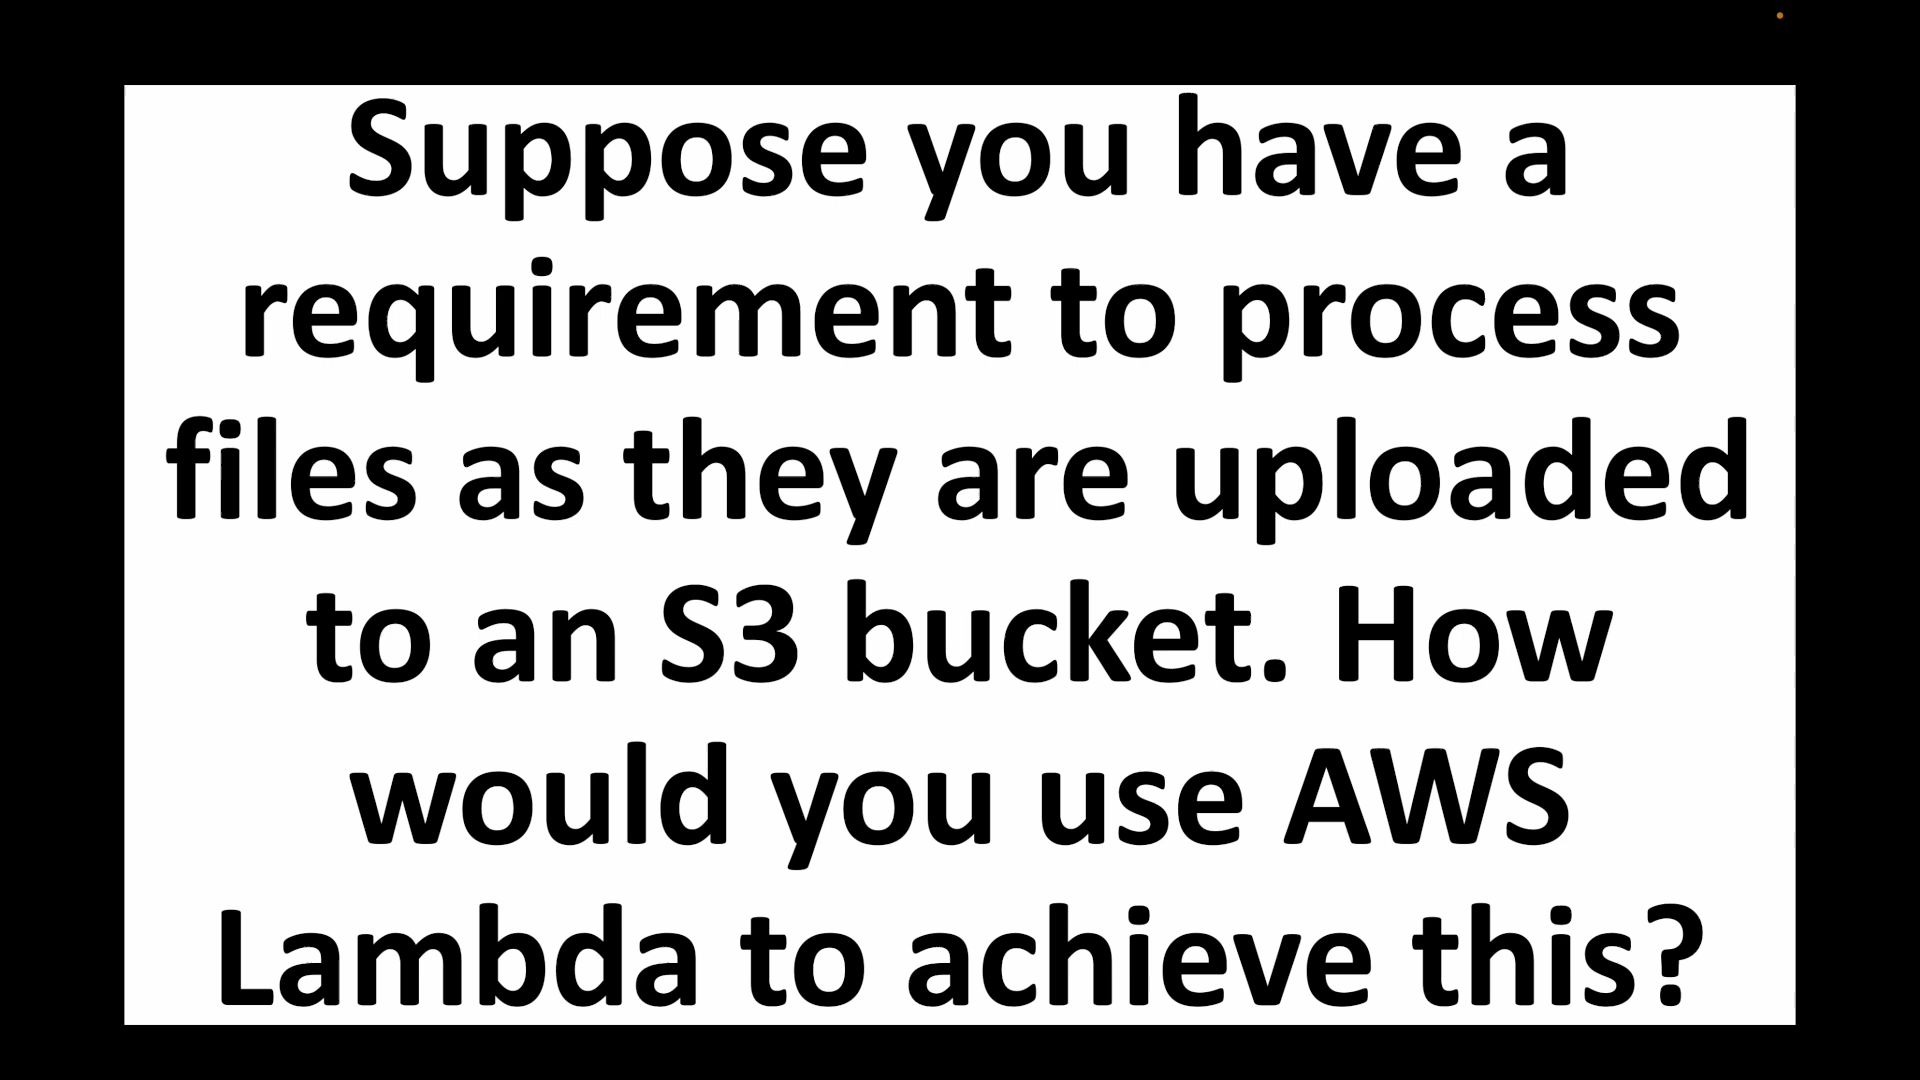 Suppose you have a
requirement to process
files as they are uploaded
to an S3 bucket. How
would you use AWS
Lambda to achieve this?